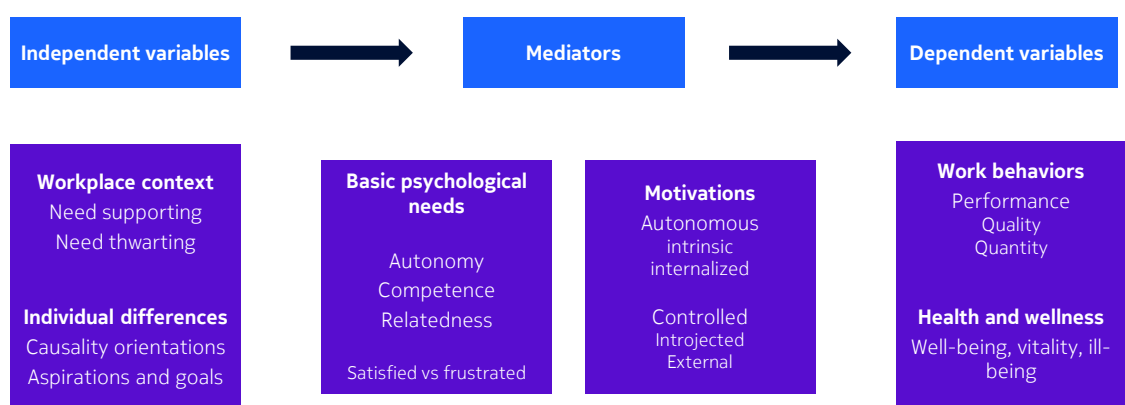 Independent variables
Mediators
Dependent variables
Workplace context
Need supporting
Need thwarting
Individual differences
Causality orientations
Aspirations and goals
Basic psychological
needs
Autonomy
Competence
Relatedness
Satisfied vs frustrated
Motivations
Autonomous
intrinsic
internalized
Controlled
Introjected
External
Work behaviors
Performance
Quality
Quantity
Health and wellness
Well-being, vitality, ill-
being